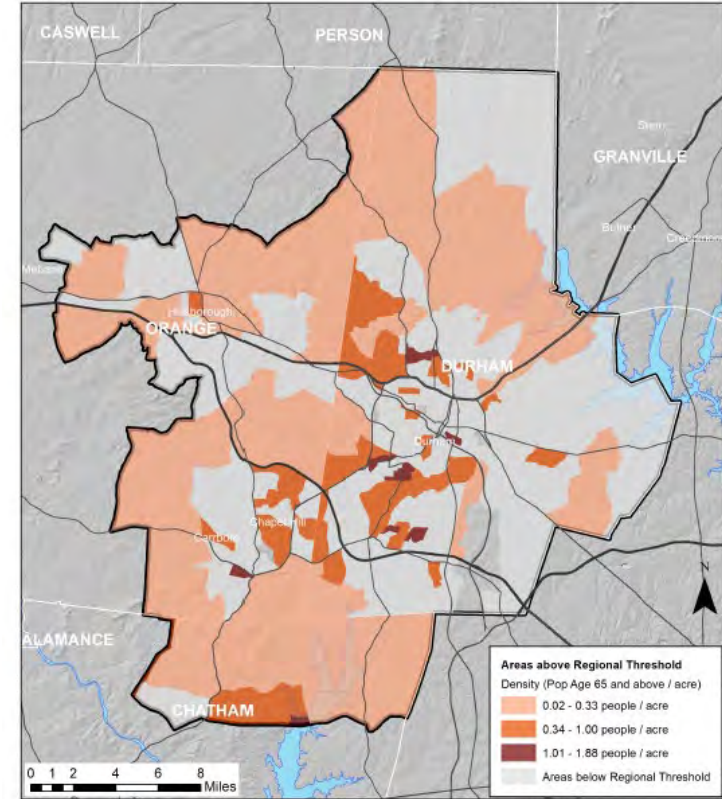 CASWELL
PERSON
Stem
GRANVILLE
Butner
Creedmoor
Mebane
Hillsborough
ORANGE
DURHAM
Durham
Chapel Hill
Carrboro
N
ALAMANCE
CHATHAM
Areas above Regional Threshold
Density (Pop Age 65 and above / acre)
0.02 - 0.33 people / acre
0.34 - 1.00 people / acre
1.01 - 1.88 people / acre
Areas below Regional Threshold
0 1 2 4 6 8
Miles